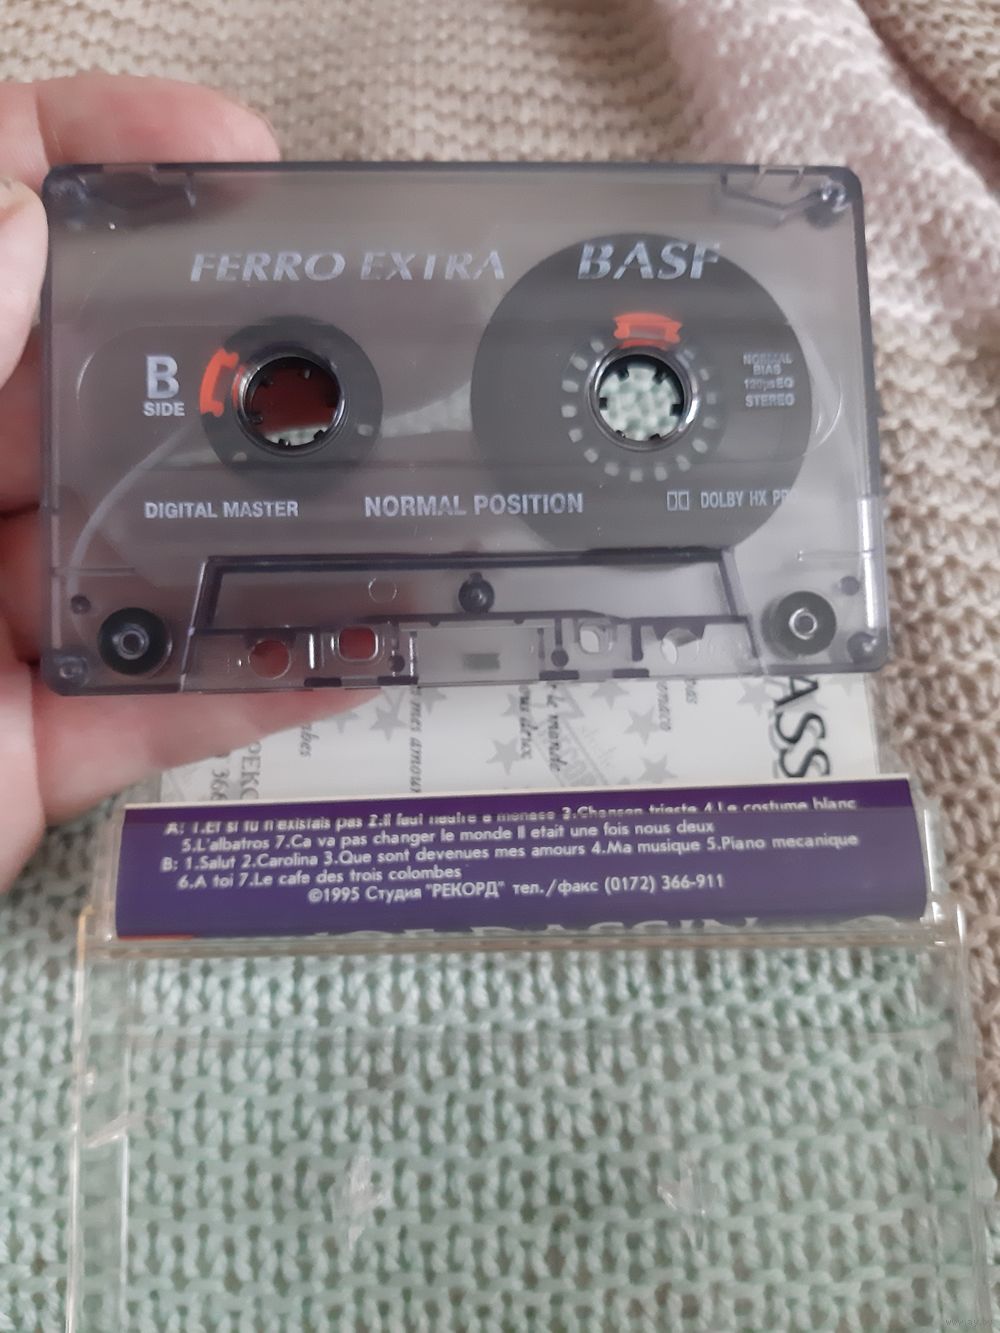 FERRO EXTRA BASF
B
SIDE
NORMAL
BIAS
120µs EQ
STEREO
DIGITAL MASTER NORMAL POSITION DOLBY HX PRO
ASS
A: 1.Et si tu n'existais pas 2.Il faut neutre a menace 3.Chanson triaste 4.Le costume blanc
5.L'albatros 7.Ca va pas changer le monde Il etait une fois nous deux
B: 1.Salut 2.Carolina 3.Que sont devenues mes amours 4.Ma musique 5.Piano mecanique
6.A toi 7.Le cafe des trois colombes
©1995 Студия "РЕКОРД" тел./факс (0172) 366-911